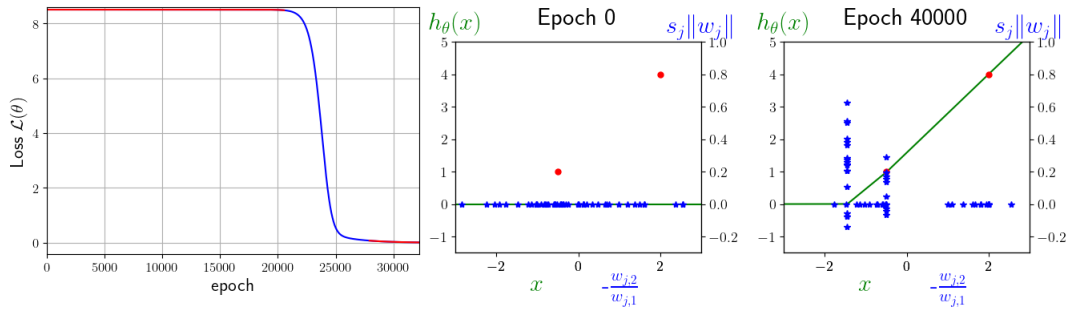 8
6
4
2
0
Loss ℒ(θ)
0 5000 10000 15000 20000 25000 30000
epoch
Epoch 0
h_θ(x)
s_j‖w_j‖
5
4
3
2
1
0
−1
1.0
0.8
0.6
0.4
0.2
0.0
−0.2
−2 0 2
x
-w_{j,2}/w_{j,1}
Epoch 40000
h_θ(x)
s_j‖w_j‖
5
4
3
2
1
0
−1
1.0
0.8
0.6
0.4
0.2
0.0
−0.2
−2 0 2
x
-w_{j,2}/w_{j,1}